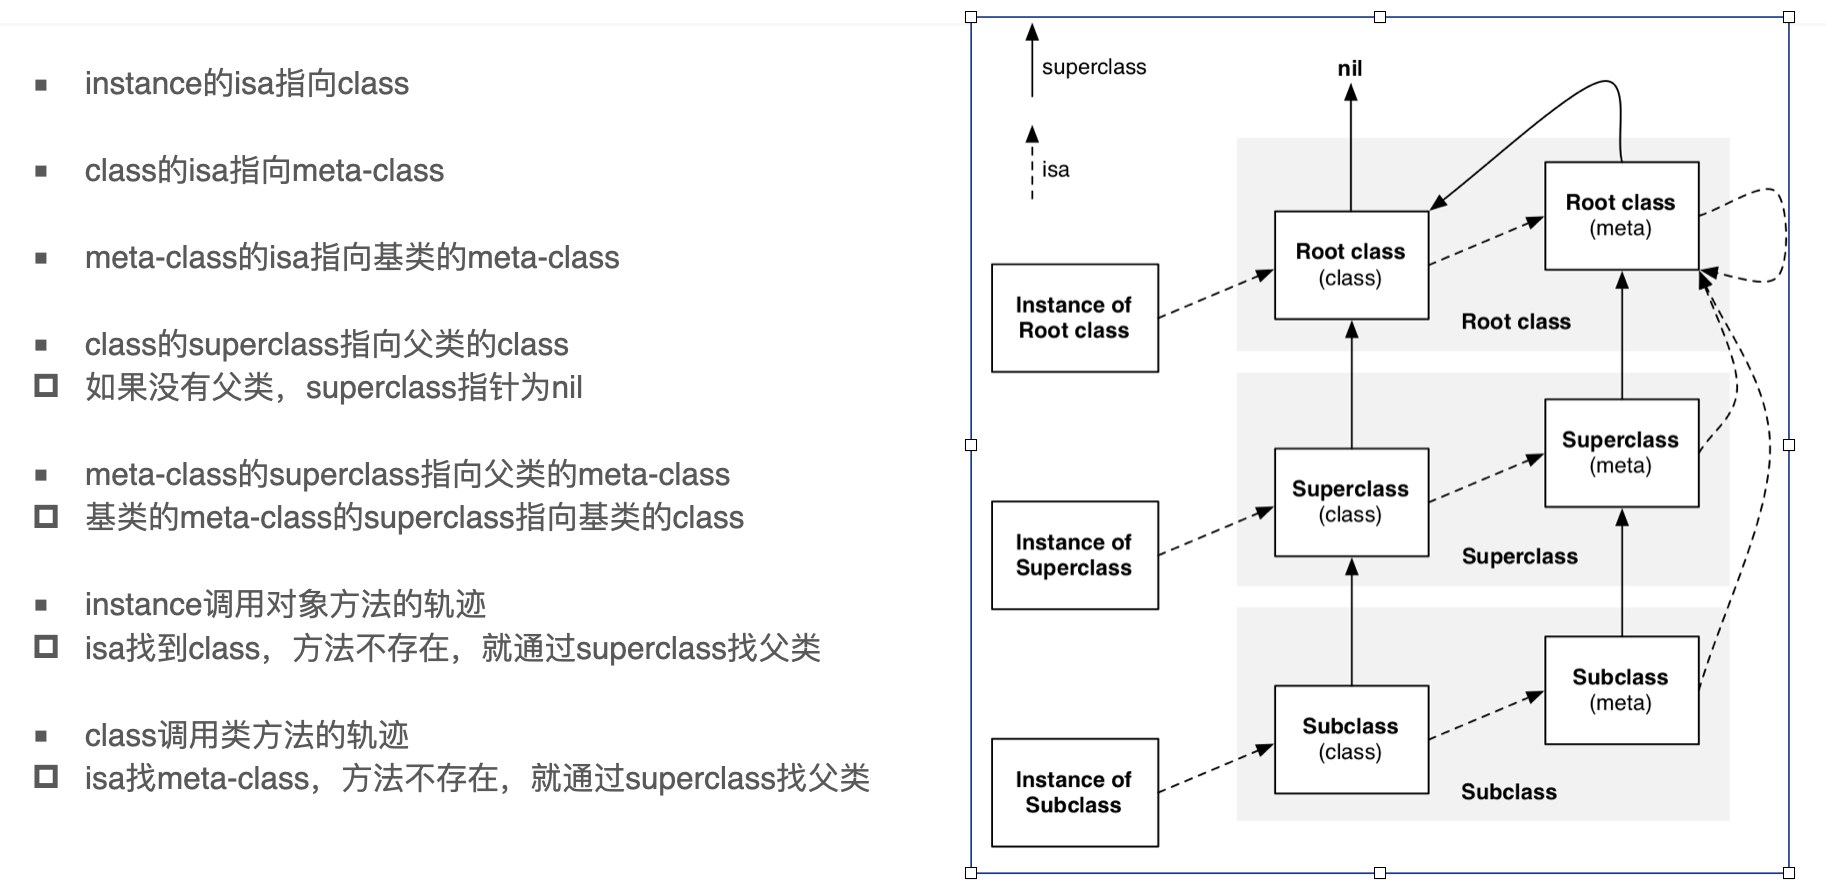 instance的isa指向class
class的isa指向meta-class
meta-class的isa指向基类的meta-class
class的superclass指向父类的class
如果没有父类，superclass指针为nil
meta-class的superclass指向父类的meta-class
基类的meta-class的superclass指向基类的class
instance调用对象方法的轨迹
isa找到class，方法不存在，就通过superclass找父类
class调用类方法的轨迹
isa找meta-class，方法不存在，就通过superclass找父类
superclass
isa
nil
Root class
(meta)
Root class
(class)
Instance of
Root class
Root class
Superclass
(meta)
Superclass
(class)
Instance of
Superclass
Superclass
Subclass
(meta)
Subclass
(class)
Instance of
Subclass
Subclass